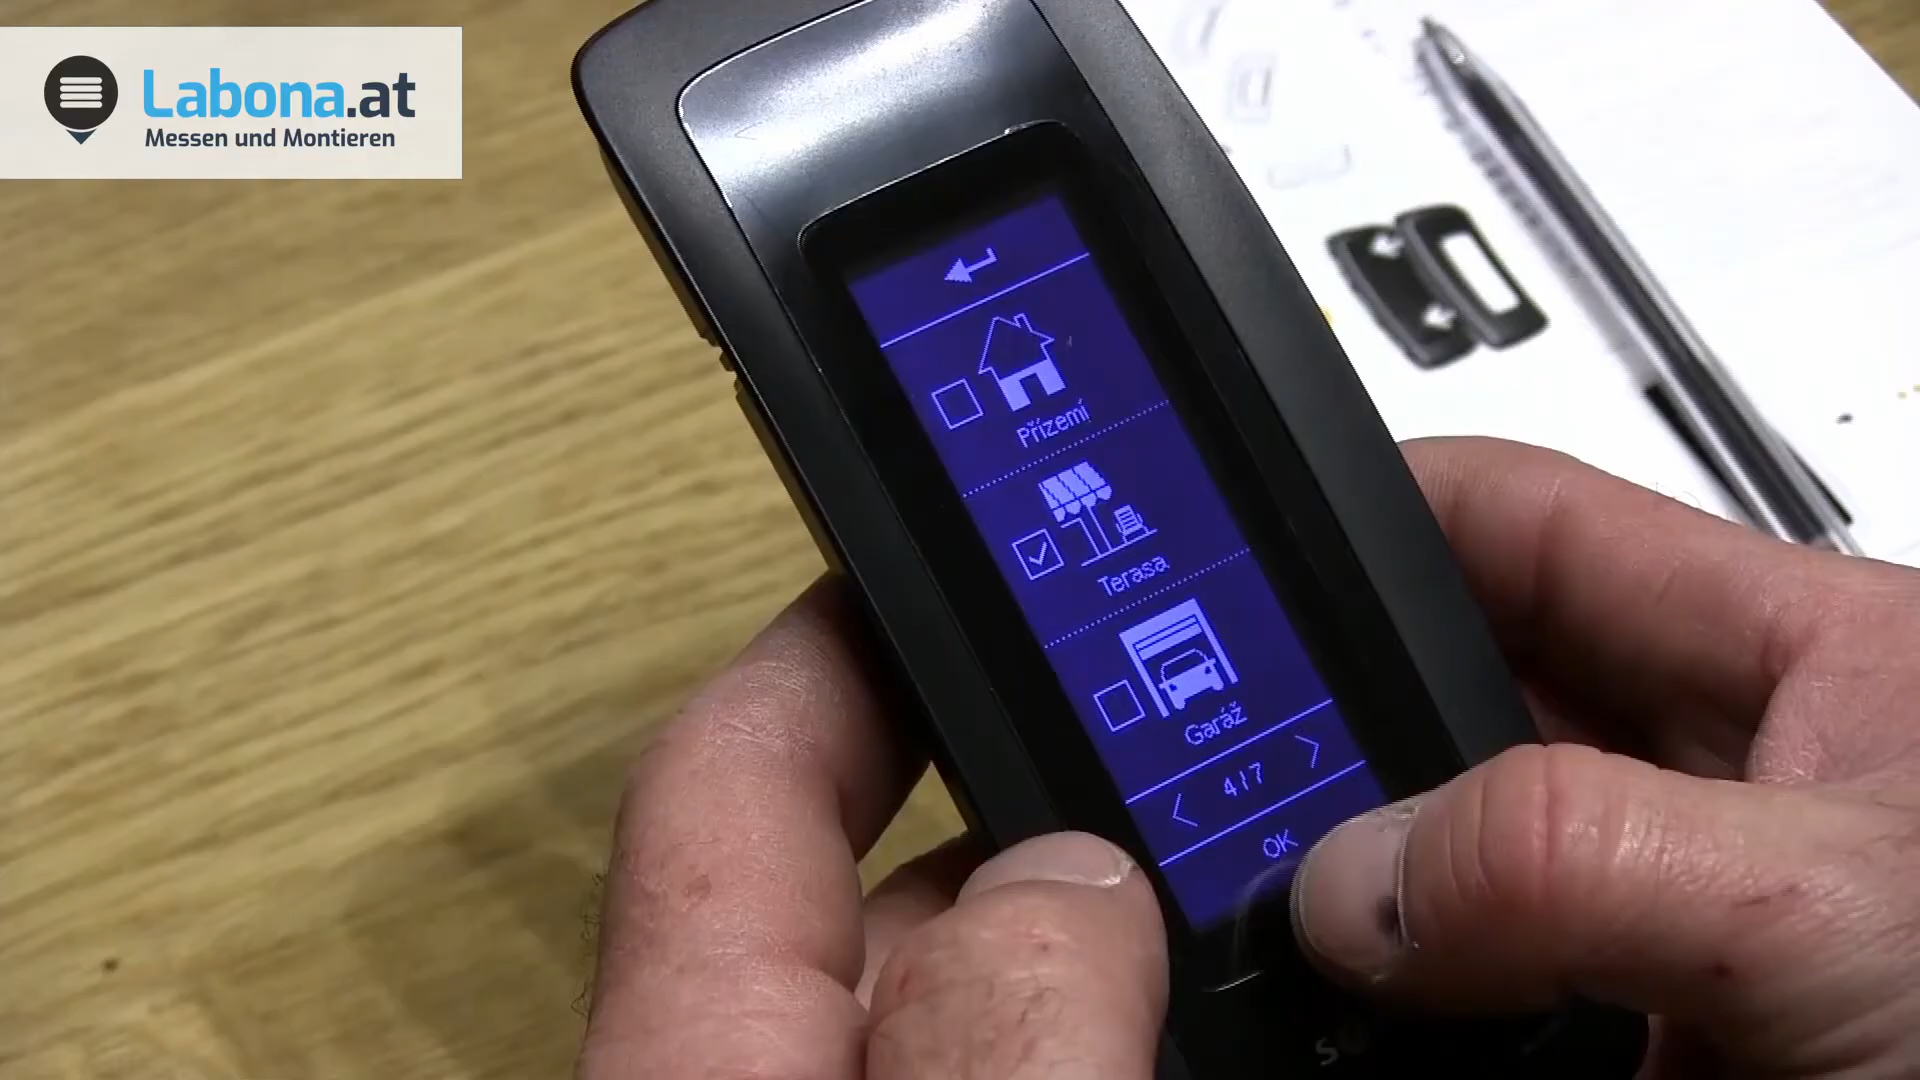 Labona.at
Messen und Montieren
Přízemí
Terasa
Garáž
4/7
OK